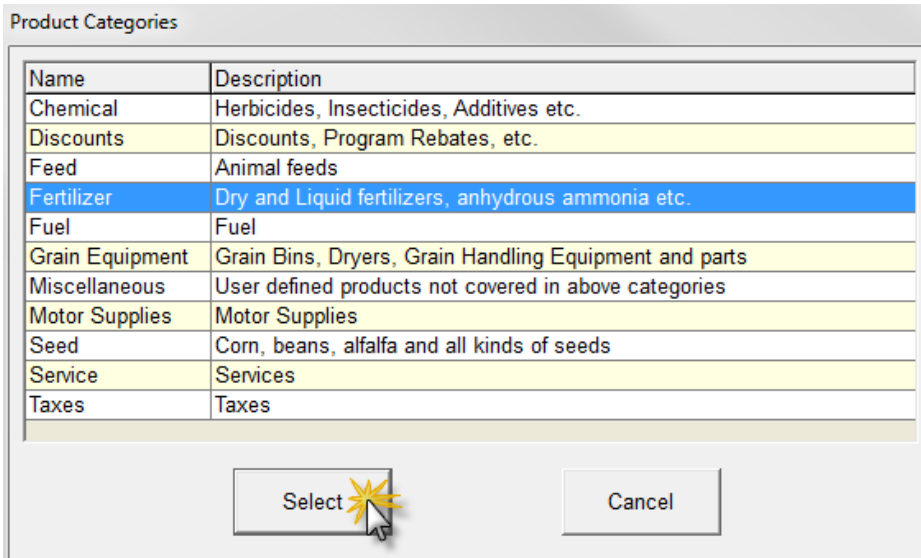 Product Categories
Name Description
Chemical Herbicides, Insecticides, Additives etc.
Discounts Discounts, Program Rebates, etc.
Feed Animal feeds
Fertilizer Dry and Liquid fertilizers, anhydrous ammonia etc.
Fuel Fuel
Grain Equipment Grain Bins, Dryers, Grain Handling Equipment and parts
Miscellaneous User defined products not covered in above categories
Motor Supplies Motor Supplies
Seed Corn, beans, alfalfa and all kinds of seeds
Service Services
Taxes Taxes
Select Cancel